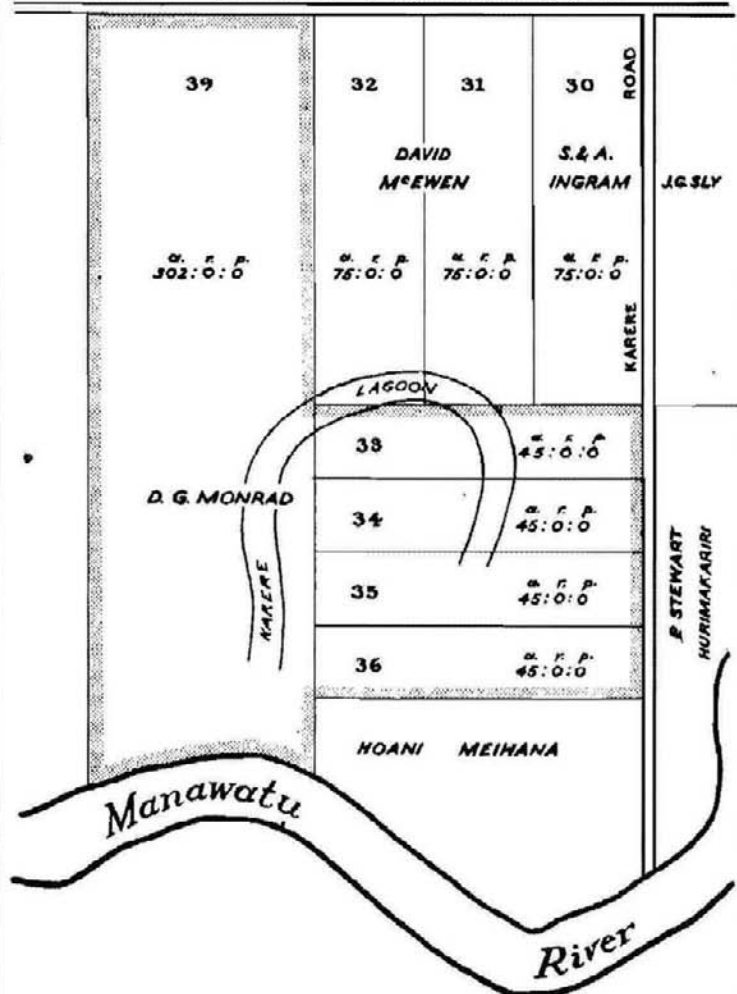 39
32
31
30
ROAD
DAVID
McEWEN
S. & A.
INGRAM
J.G. SLY
a. r. p.
302:0:0
a. r. p.
75:0:0
a. r. p.
75:0:0
a. r. p.
75:0:0
KARERE
LAGOON
33
a. r. p.
45:0:0
D. G. MONRAD
34
a. r. p.
45:0:0
KARERE
35
a. r. p.
45:0:0
P. STEWART
HURIMAKARIRI
36
a. r. p.
45:0:0
HOANI MEIHANA
Manawatu
River